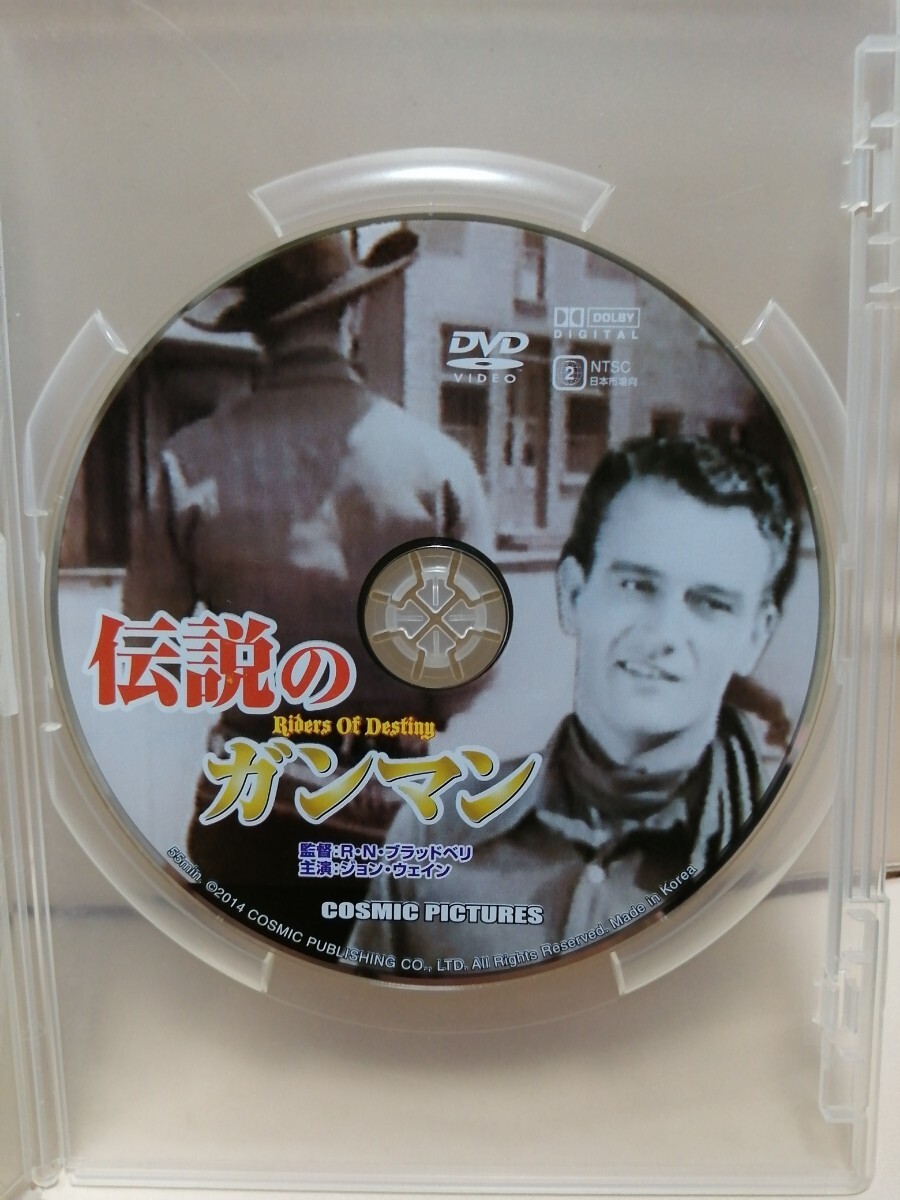 DVD
VIDEO
DOLBY
DIGITAL
2
NTSC
日本市場向
伝説の
Riders Of Destiny
ガンマン
監督:R・N・ブラッドベリ
主演:ジョン・ウェイン
COSMIC PICTURES
55min. ©2014 COSMIC PUBLISHING CO., LTD. All Rights Reserved. Made in Korea